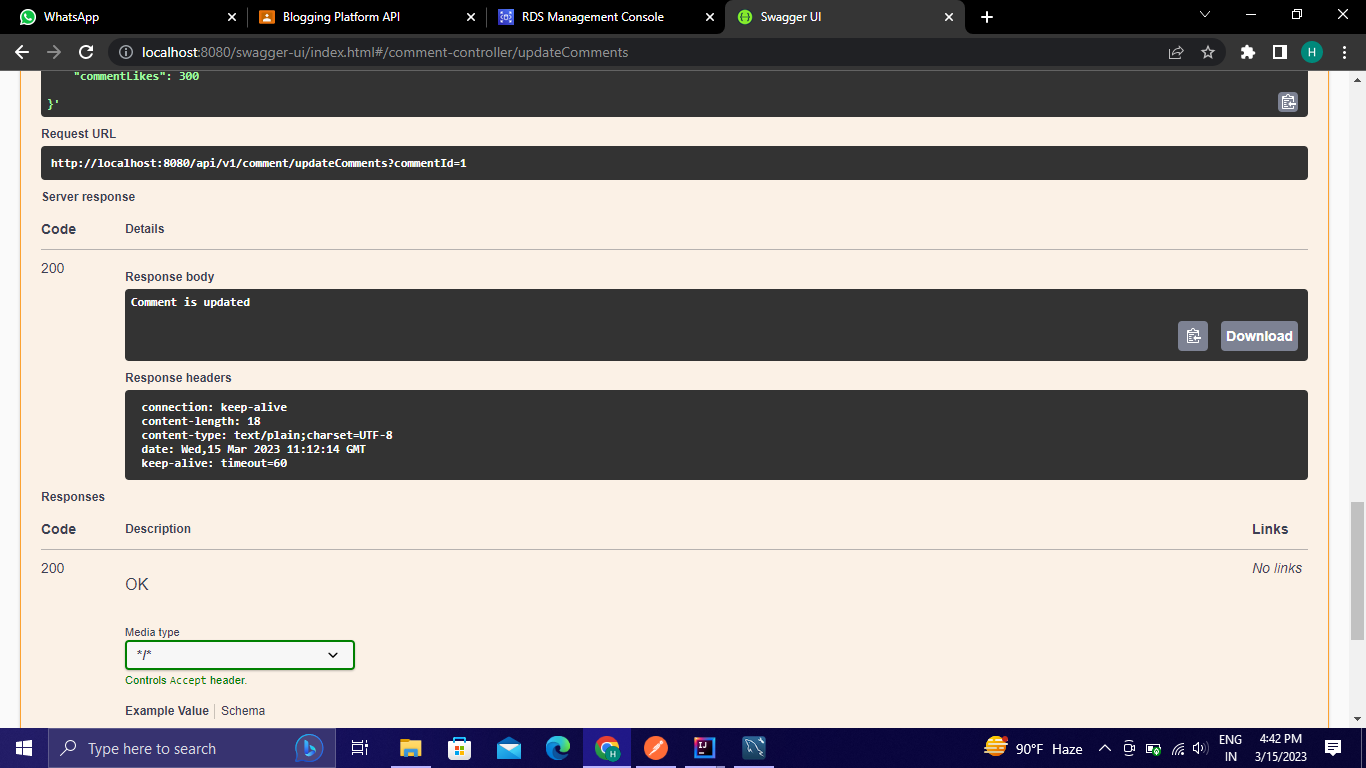 WhatsApp
Blogging Platform API
RDS Management Console
Swagger UI
localhost:8080/swagger-ui/index.html#/comment-controller/updateComments
H
"commentLikes": 300
}'
Request URL
http://localhost:8080/api/v1/comment/updateComments?commentId=1
Server response
Code Details
200
Response body
Comment is updated
Download
Response headers
connection: keep-alive
content-length: 18
content-type: text/plain;charset=UTF-8
date: Wed,15 Mar 2023 11:12:14 GMT
keep-alive: timeout=60
Responses
Code Description Links
200
OK
No links
Media type
*/*
Controls Accept header.
Example Value Schema
Type here to search
H
IJ
90°F Haze
ENG
IN
4:42 PM
3/15/2023